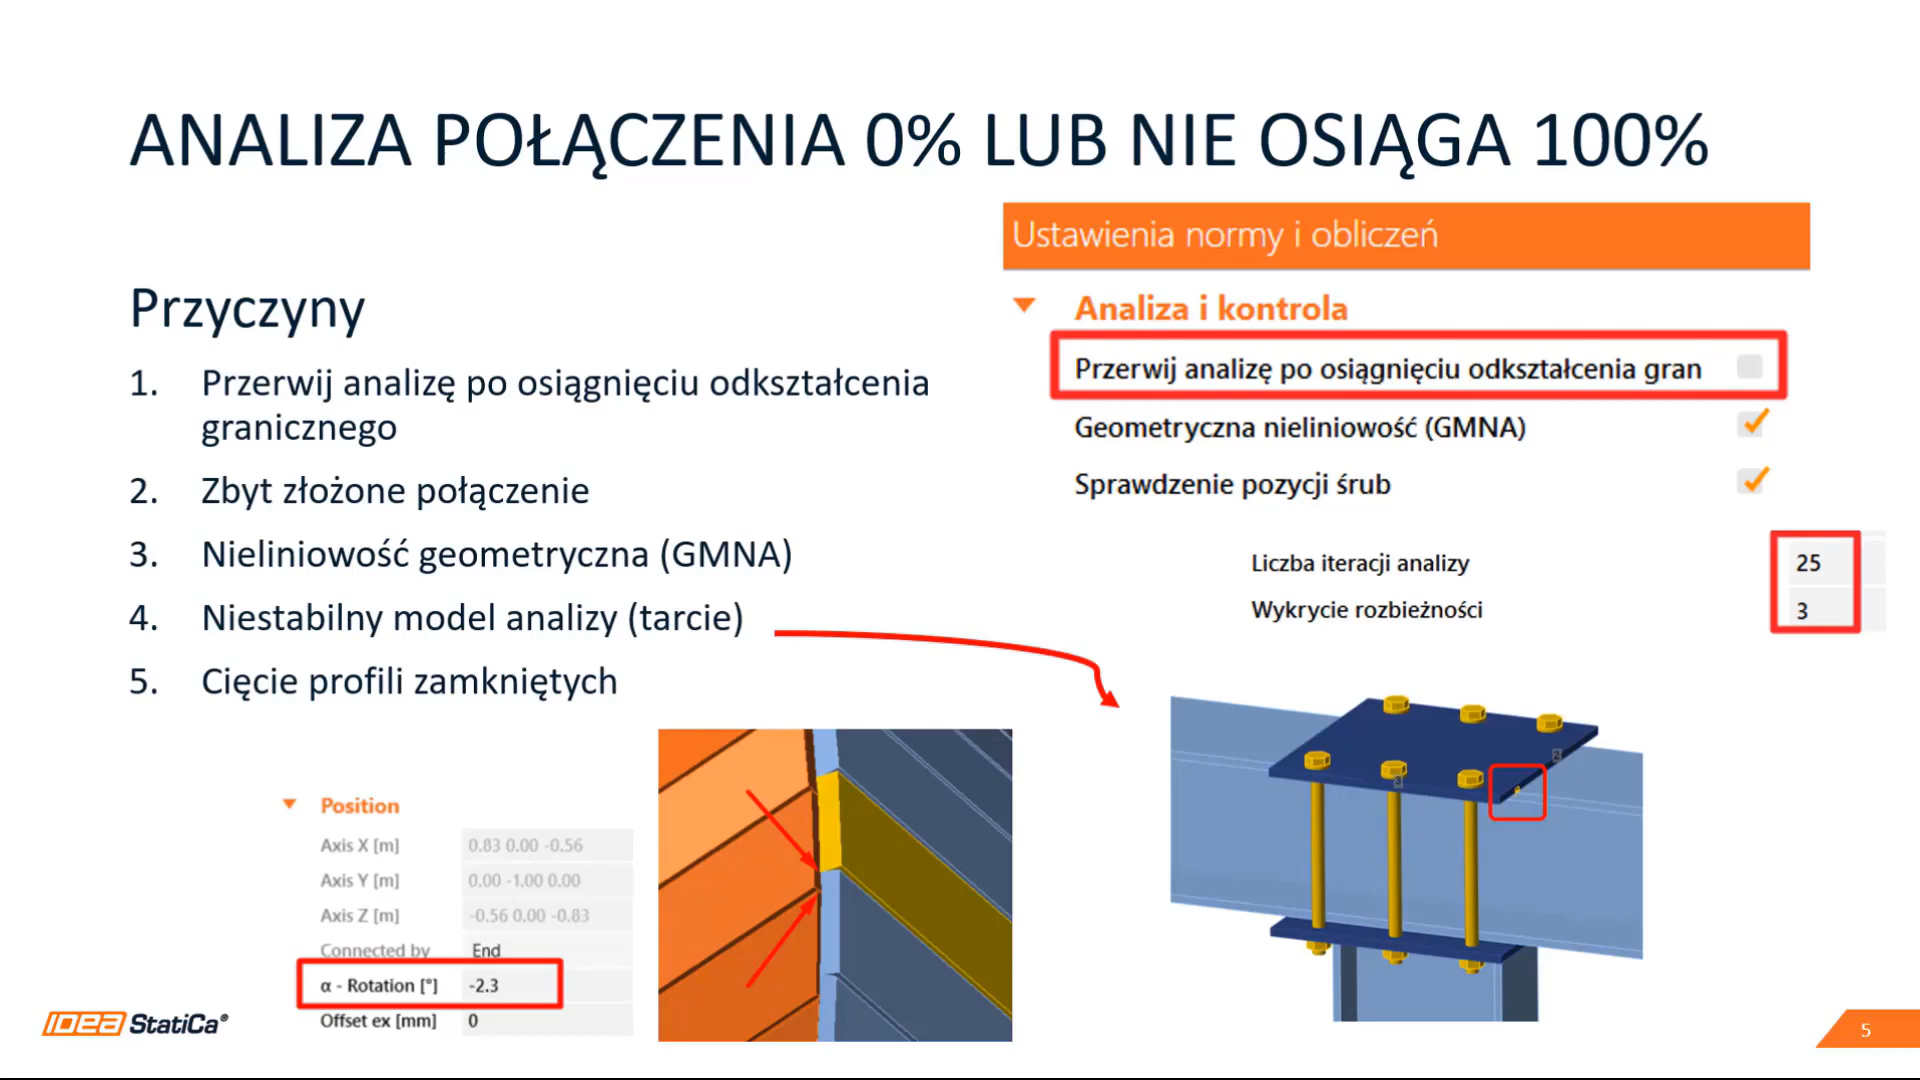 ANALIZA POŁĄCZENIA 0% LUB NIE OSIĄGA 100%
Przyczyny
1. Przerwij analizę po osiągnięciu odkształcenia
granicznego
2. Zbyt złożone połączenie
3. Nieliniowość geometryczna (GMNA)
4. Niestabilny model analizy (tarcie)
5. Cięcie profili zamkniętych
Ustawienia normy i obliczeń
Analiza i kontrola
Przerwij analizę po osiągnięciu odkształcenia gran
Geometryczna nieliniowość (GMNA)
Sprawdzenie pozycji śrub
Liczba iteracji analizy 25
Wykrycie rozbieżności 3
Position
Axis X [m] 0.83 0.00 -0.56
Axis Y [m] 0.00 -1.00 0.00
Axis Z [m] -0.56 0.00 -0.83
Connected by End
α - Rotation [°] -2.3
Offset ex [mm] 0
2
3
IDEA StatiCa®
5